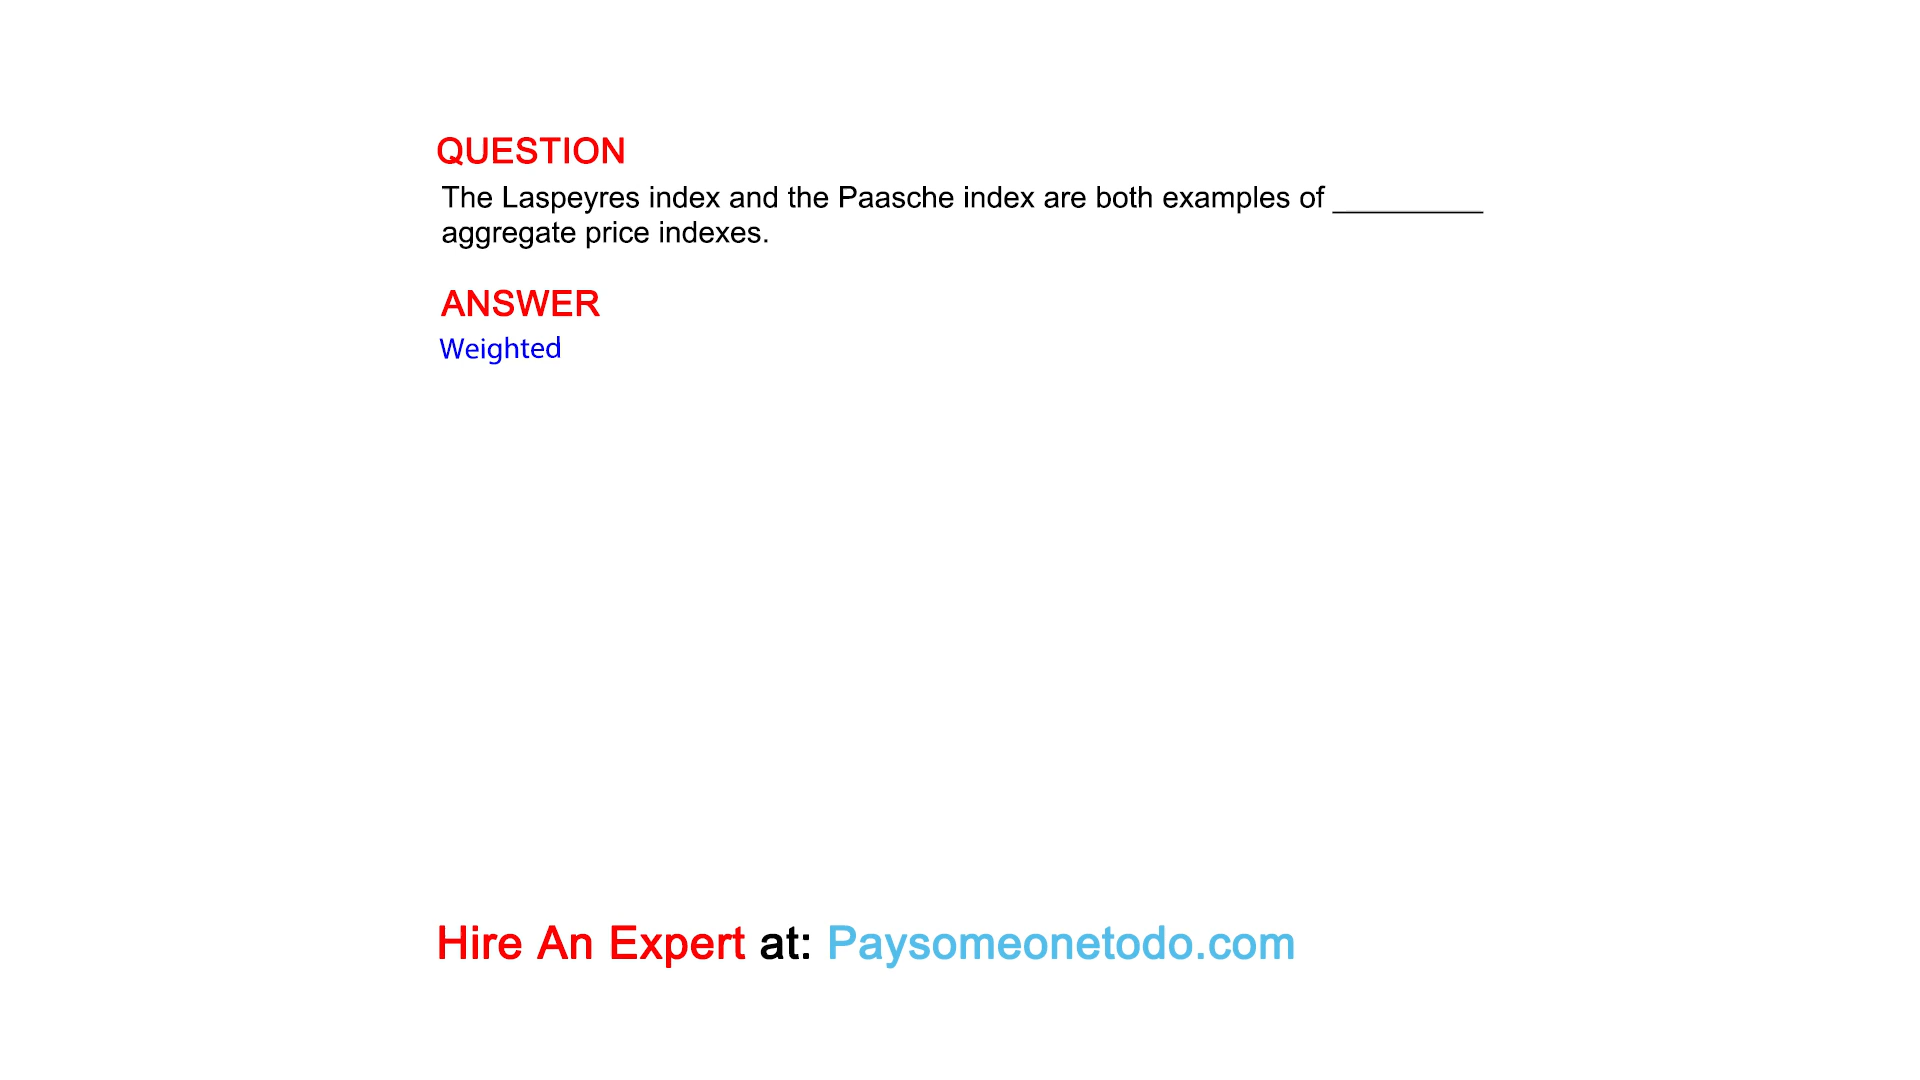 QUESTION
The Laspeyres index and the Paasche index are both examples of __________
aggregate price indexes.
ANSWER
Weighted
Hire An Expert at: Paysomeonetodo.com